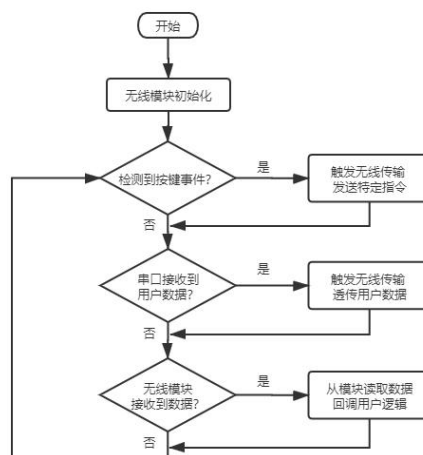 开始
无线模块初始化
检测到按键事件?
是
触发无线传输
发送特定指令
否
串口接收到
用户数据?
是
触发无线传输
透传用户数据
否
无线模块
接收到数据?
是
从模块读取数据
回调用户逻辑
否